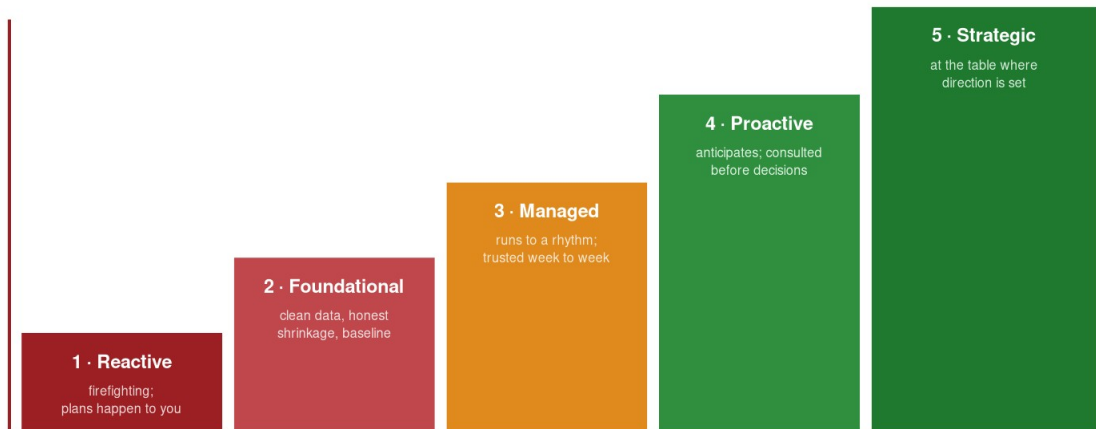 5 · Strategic
at the table where
direction is set
4 · Proactive
anticipates; consulted
before decisions
3 · Managed
runs to a rhythm;
trusted week to week
2 · Foundational
clean data, honest
shrinkage, baseline
1 · Reactive
firefighting;
plans happen to you